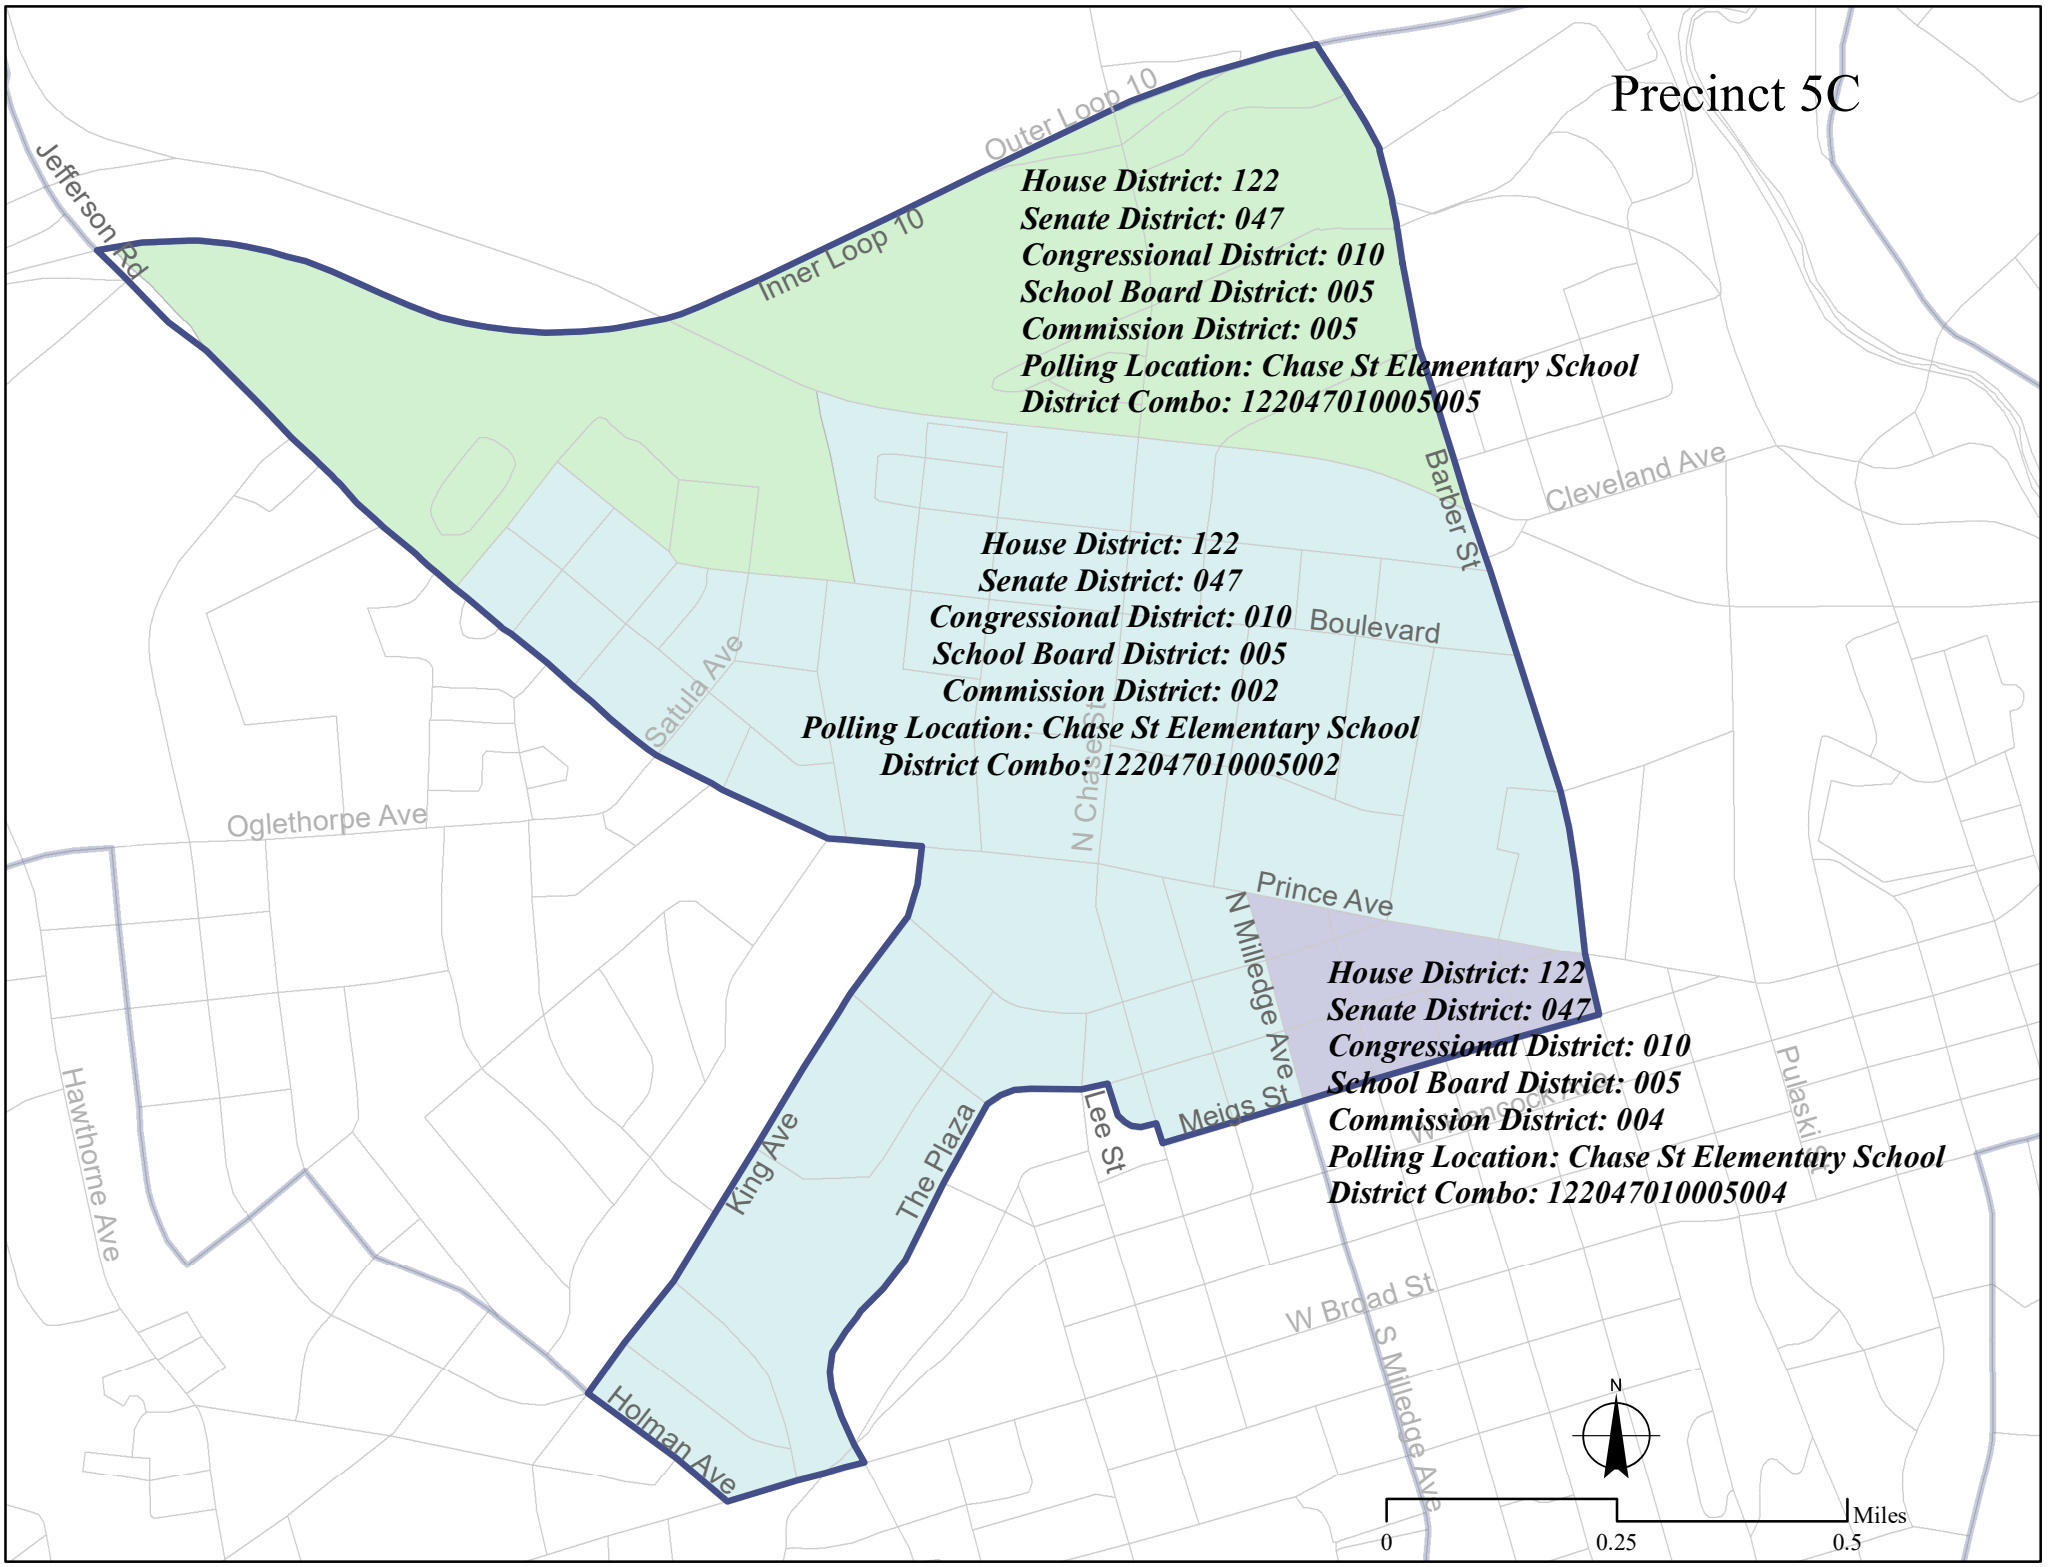 Precinct 5C
Outer Loop 10
Jefferson Rd
Inner Loop 10
House District: 122
Senate District: 047
Congressional District: 010
School Board District: 005
Commission District: 005
Polling Location: Chase St Elementary School
District Combo: 122047010005005
Barber St
Cleveland Ave
House District: 122
Senate District: 047
Congressional District: 010
School Board District: 005
Commission District: 002
Polling Location: Chase St Elementary School
District Combo: 122047010005002
Boulevard
Satula Ave
N Chase St
Oglethorpe Ave
Prince Ave
N Milledge Ave
House District: 122
Senate District: 047
Congressional District: 010
School Board District: 005
Commission District: 004
Polling Location: Chase St Elementary School
District Combo: 122047010005004
W Hancock Ave
Pulaski St
Meigs St
Lee St
Hawthorne Ave
King Ave
The Plaza
W Broad St
S Milledge Ave
Holman Ave
N
Miles
0
0.25
0.5